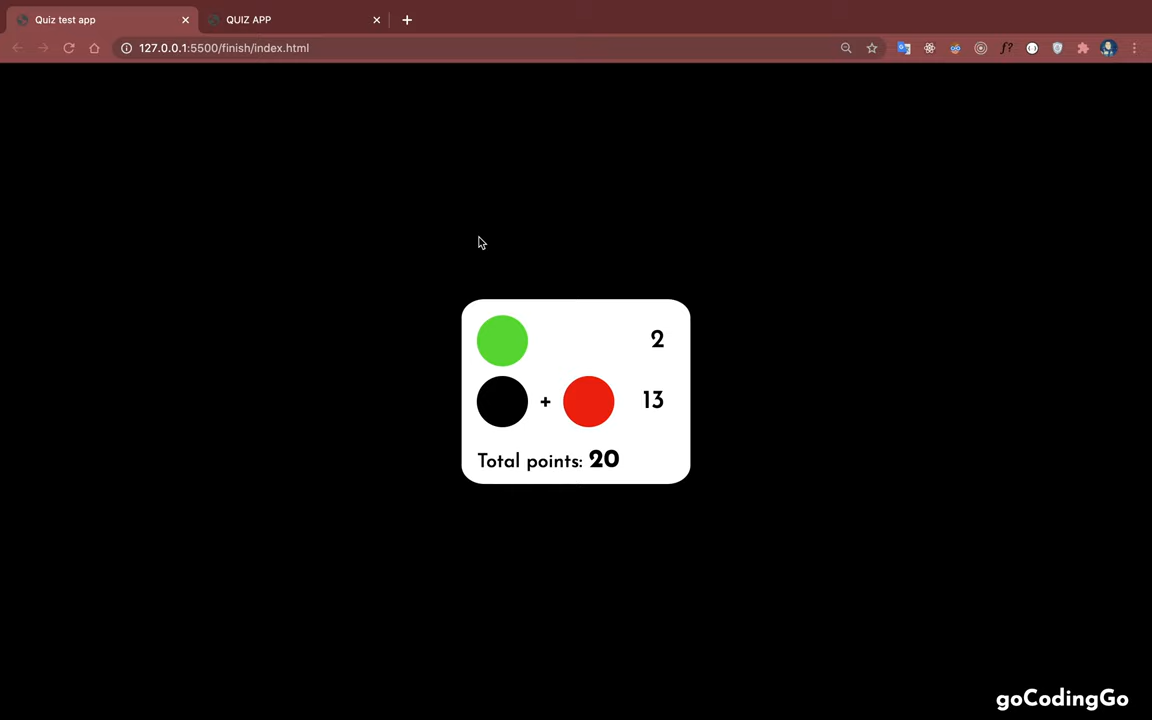 Quiz test app
QUIZ APP
127.0.0.1:5500/finish/index.html
f?
2
+ 13
Total points: 20
goCodingGo